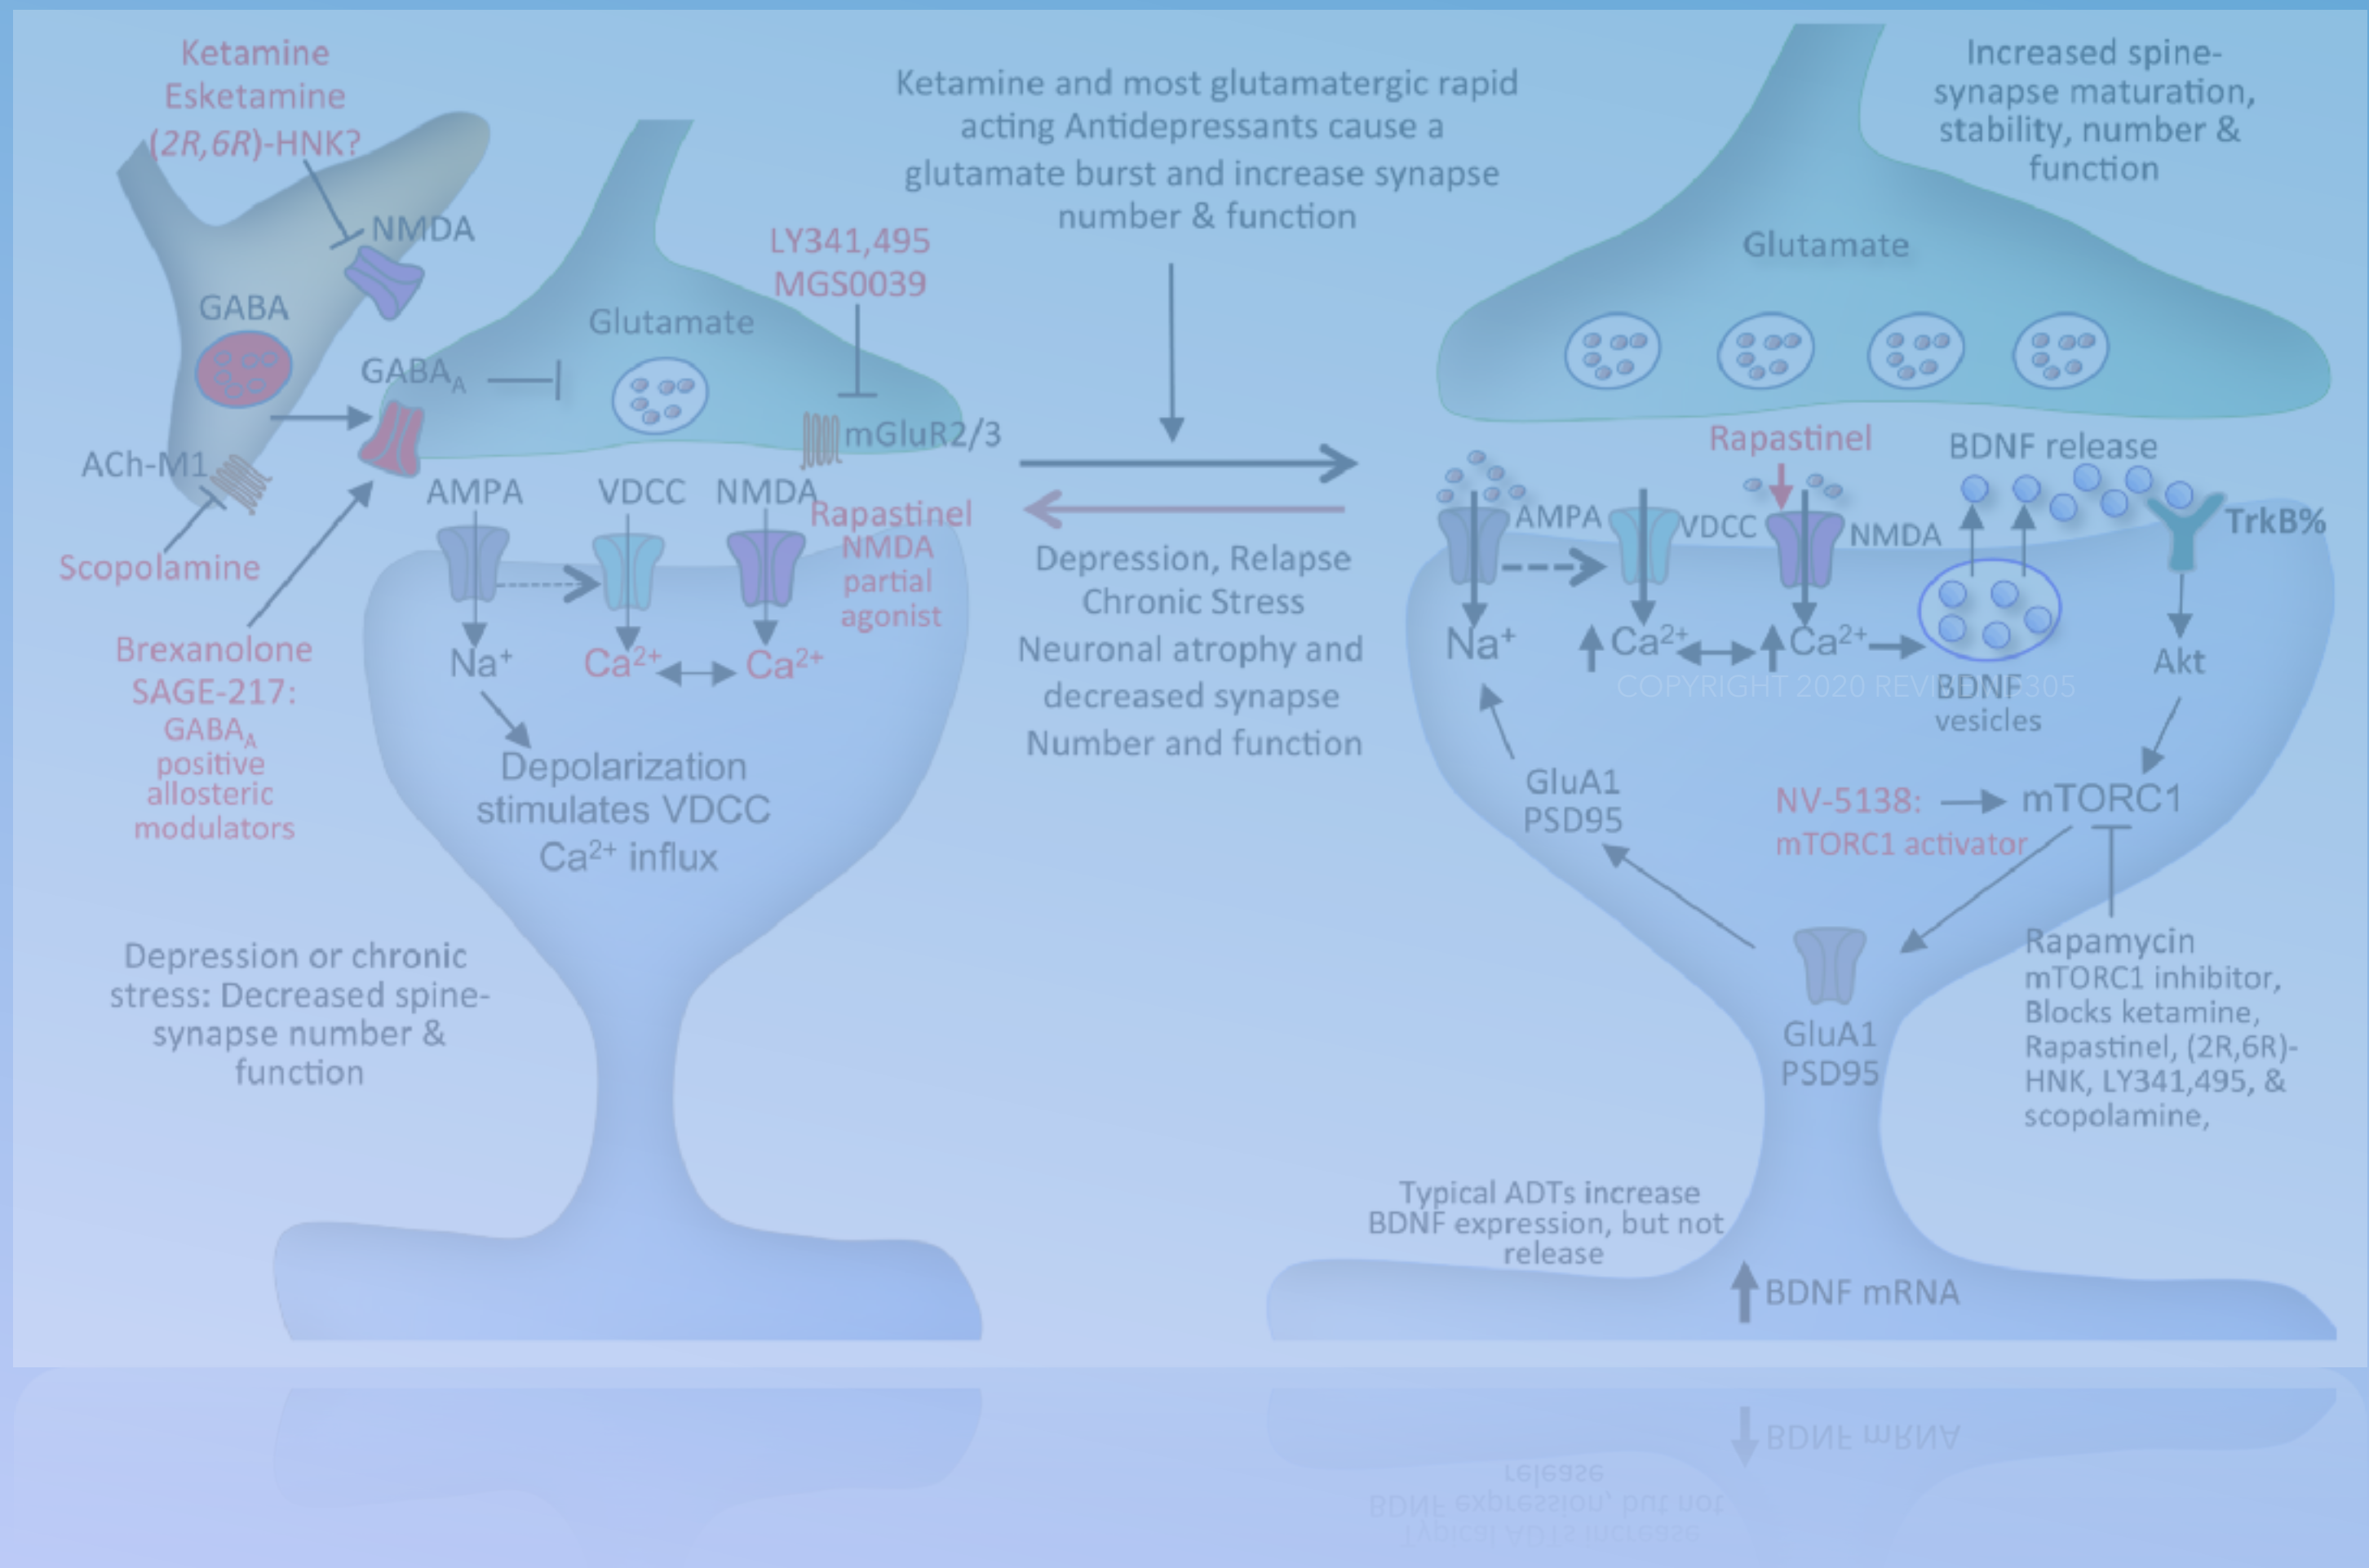 Ketamine
Esketamine
(2R,6R)-HNK?
NMDA
GABA
GABAA
ACh-M1
Scopolamine
Brexanolone
SAGE-217:
GABAA
positive
allosteric
modulators
Depression or chronic
stress: Decreased spine-
synapse number &
function
Glutamate
LY341,495
MGS0039
mGluR2/3
AMPA
VDCC
NMDA
Rapastinel
NMDA
partial
agonist
Na⁺
Ca²⁺
Ca²⁺
Depolarization
stimulates VDCC
Ca²⁺ influx
Ketamine and most glutamatergic rapid
acting Antidepressants cause a
glutamate burst and increase synapse
number & function
Depression, Relapse
Chronic Stress
Neuronal atrophy and
decreased synapse
Number and function
Increased spine-
synapse maturation,
stability, number &
function
Glutamate
Rapastinel
BDNF release
AMPA
VDCC
NMDA
TrkB%
Na⁺
Ca²⁺
Ca²⁺
Akt
COPYRIGHT 2020
BDNF
vesicles
GluA1
PSD95
NV-5138:
mTORC1 activator
mTORC1
Rapamycin
mTORC1 inhibitor,
Blocks ketamine,
Rapastinel, (2R,6R)-
HNK, LY341,495, &
scopolamine,
GluA1
PSD95
Typical ADTs increase
BDNF expression, but not
release
BDNF mRNA